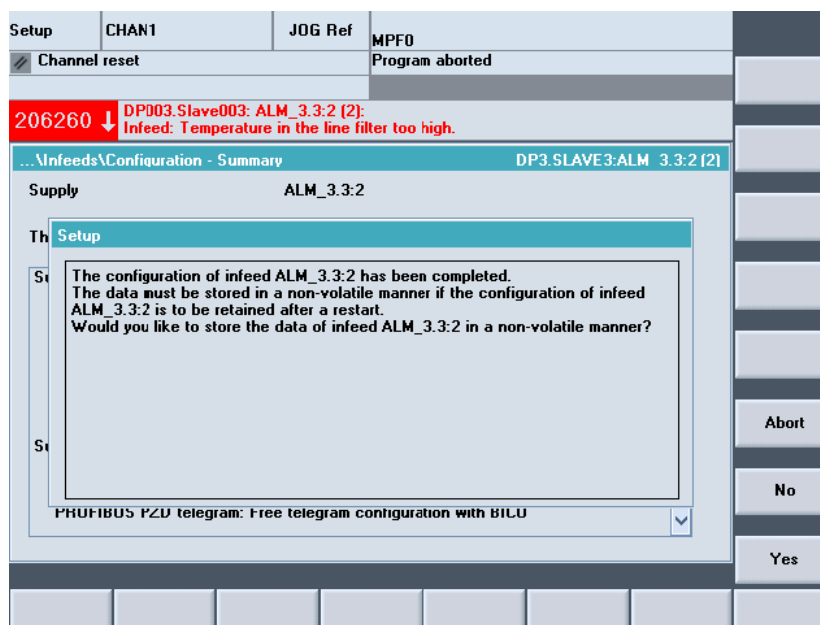 Setup CHAN1 JOG Ref MPF0
Channel reset Program aborted
206260 DP003.Slave003: ALM_3.3:2 (2):
Infeed: Temperature in the line filter too high.
...\Infeeds\Configuration - Summary DP3.SLAVE3:ALM_3.3:2 (2)
Supply ALM_3.3:2
Th
Setup
Su
The configuration of infeed ALM_3.3:2 has been completed.
The data must be stored in a non-volatile manner if the configuration of infeed
ALM_3.3:2 is to be retained after a restart.
Would you like to store the data of infeed ALM_3.3:2 in a non-volatile manner?
Su
PROFIBUS PZD telegram: Free telegram configuration with BICO
Abort
No
Yes